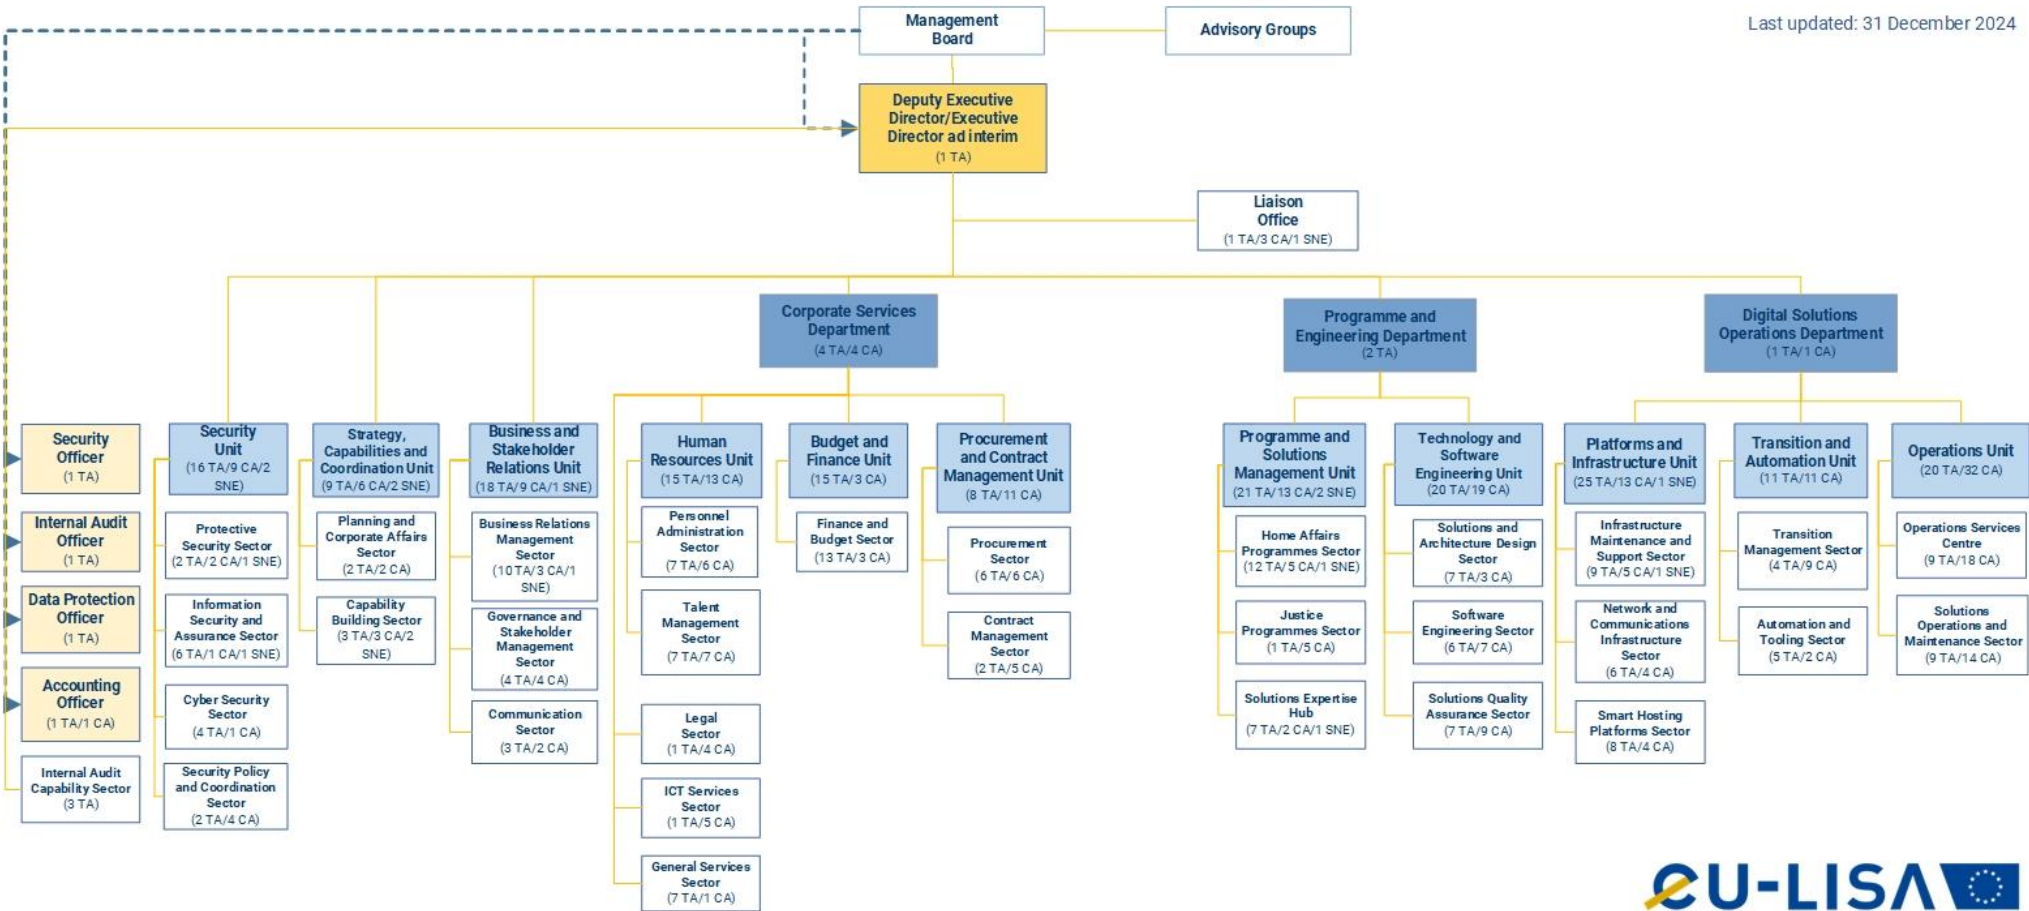 Management
Board
Advisory Groups
Last updated: 31 December 2024
Deputy Executive
Director/Executive
Director ad interim
(1 TA)
Liaison
Office
(1 TA/3 CA/1 SNE)
Corporate Services
Department
(4 TA/4 CA)
Programme and
Engineering Department
(2 TA)
Digital Solutions
Operations Department
(1 TA/1 CA)
Security
Officer
(1 TA)
Internal Audit
Officer
(1 TA)
Data Protection
Officer
(1 TA)
Accounting
Officer
(1 TA/1 CA)
Internal Audit
Capability Sector
(3 TA)
Security
Unit
(16 TA/9 CA/2
SNE)
Protective
Security Sector
(2 TA/2 CA/1 SNE)
Information
Security and
Assurance Sector
(6 TA/1 CA/1 SNE)
Cyber Security
Sector
(4 TA/1 CA)
Security Policy
and Coordination
Sector
(2 TA/4 CA)
Strategy,
Capabilities and
Coordination Unit
(9 TA/6 CA/2 SNE)
Planning and
Corporate Affairs
Sector
(2 TA/2 CA)
Capability
Building Sector
(3 TA/3 CA/2
SNE)
Business and
Stakeholder
Relations Unit
(18 TA/9 CA/1 SNE)
Business Relations
Management
Sector
(10 TA/3 CA/1
SNE)
Governance and
Stakeholder
Management
Sector
(4 TA/4 CA)
Communication
Sector
(3 TA/2 CA)
Human
Resources Unit
(15 TA/13 CA)
Personnel
Administration
Sector
(7 TA/6 CA)
Talent
Management
Sector
(7 TA/7 CA)
Legal
Sector
(1 TA/4 CA)
ICT Services
Sector
(1 TA/5 CA)
General Services
Sector
(7 TA/1 CA)
Budget and
Finance Unit
(15 TA/3 CA)
Finance and
Budget Sector
(13 TA/3 CA)
Procurement
and Contract
Management Unit
(8 TA/11 CA)
Procurement
Sector
(6 TA/6 CA)
Contract
Management
Sector
(2 TA/5 CA)
Programme and
Solutions
Management Unit
(21 TA/13 CA/2 SNE)
Home Affairs
Programmes Sector
(12 TA/5 CA/1 SNE)
Justice
Programmes Sector
(1 TA/5 CA)
Solutions Expertise
Hub
(7 TA/2 CA/1 SNE)
Technology and
Software
Engineering Unit
(20 TA/19 CA)
Solutions and
Architecture Design
Sector
(7 TA/3 CA)
Software
Engineering Sector
(6 TA/7 CA)
Solutions Quality
Assurance Sector
(7 TA/9 CA)
Platforms and
Infrastructure Unit
(25 TA/13 CA/1 SNE)
Infrastructure
Maintenance and
Support Sector
(9 TA/5 CA/1 SNE)
Network and
Communications
Infrastructure
Sector
(6 TA/4 CA)
Smart Hosting
Platforms Sector
(8 TA/4 CA)
Transition and
Automation Unit
(11 TA/11 CA)
Transition
Management Sector
(4 TA/9 CA)
Automation and
Tooling Sector
(5 TA/2 CA)
Operations Unit
(20 TA/32 CA)
Operations Services
Centre
(9 TA/18 CA)
Solutions
Operations and
Maintenance Sector
(9 TA/14 CA)
eU-LISA